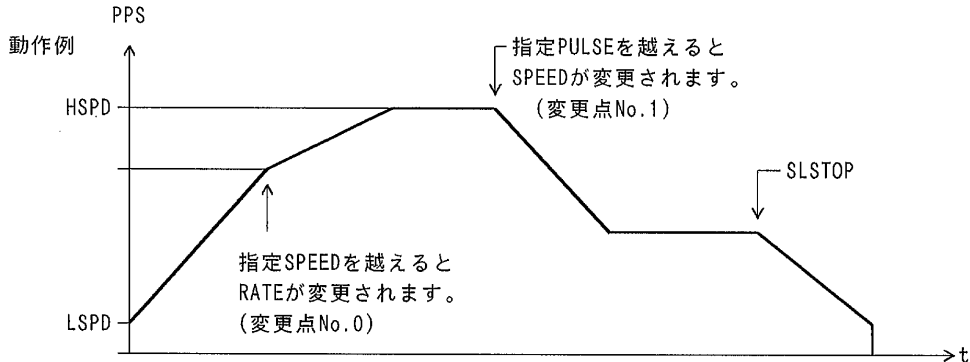 PPS
動作例
指定PULSEを越えると
SPEEDが変更されます。
(変更点No.1)
HSPD
SLSTOP
指定SPEEDを越えると
RATEが変更されます。
(変更点No.0)
LSPD
t